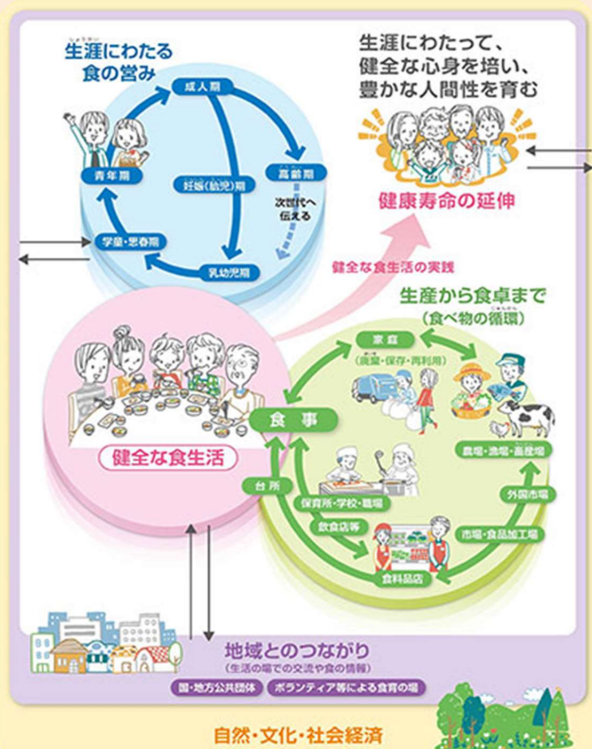 生涯にわたる
食の営み
成人期
青年期
妊娠(胎児)期
高齢期
次世代へ
伝える
学童・思春期
乳幼児期
生涯にわたって、
健全な心身を培い、
豊かな人間性を育む
健康寿命の延伸
健全な食生活の実践
生産から食卓まで
(食べ物の循環)
家庭
(廃棄・保存・再利用)
食事
健全な食生活
農場・漁場・畜産場
台所
保育所・学校・職場
外国市場
飲食店等
市場・食品加工場
食料品店
地域とのつながり
(生活の場での交流や食の情報)
国・地方公共団体
ボランティア等による食育の場
自然・文化・社会経済